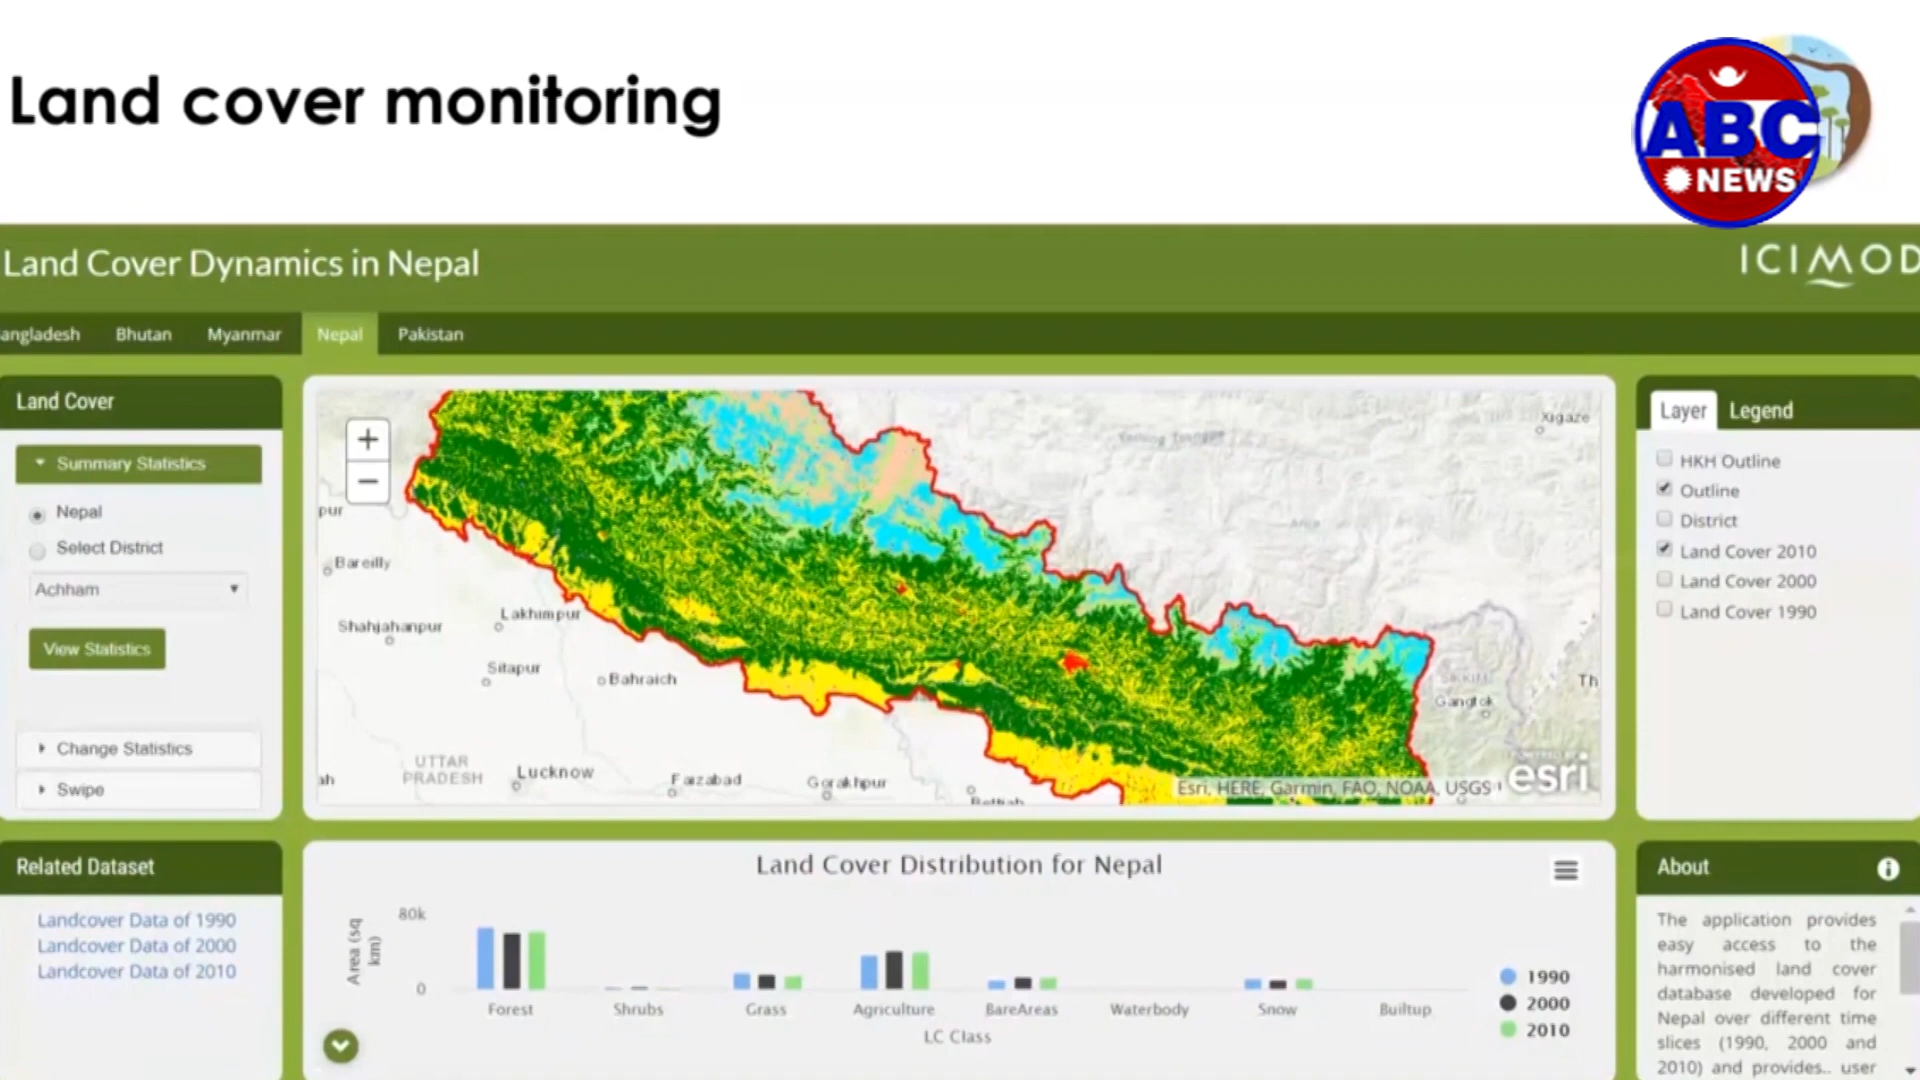 Land cover monitoring
ABC
NEWS
Land Cover Dynamics in Nepal
ICIMOD
angladesh Bhutan Myanmar Nepal Pakistan
Land Cover
Summary Statistics
Nepal
Select District
Achham
View Statistics
Change Statistics
Swipe
+
−
pur
Bareilly
Shahjahanpur
Lakhimpur
Sitapur
Bahraich
UTTAR
PRADESH
Lucknow
Faizabad
Gorakhpur
Bettiah
ah
Xigaze
SIKKIM
Gangtok
Th
POWERED BY
esri
Esri, HERE, Garmin, FAO, NOAA, USGS
Layer Legend
HKH Outline
Outline
District
Land Cover 2010
Land Cover 2000
Land Cover 1990
Related Dataset
Landcover Data of 1990
Landcover Data of 2000
Landcover Data of 2010
Land Cover Distribution for Nepal
Area (sq
km)
80k
0
Forest Shrubs Grass Agriculture BareAreas Waterbody Snow Builtup
LC Class
1990
2000
2010
About
The application provides
easy access to the
harmonised land cover
database developed for
Nepal over different time
slices (1990, 2000 and
2010) and provides.. user